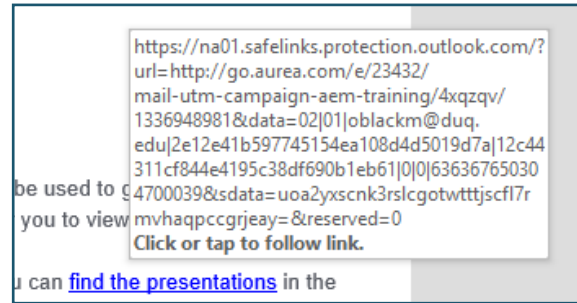 https://na01.safelinks.protection.outlook.com/?
url=http://go.aurea.com/e/23432/
mail-utm-campaign-aem-training/4xqzqv/
1336948981&data=02|01|oblackm@duq.
edu|2e12e41b597745154ea108d4d5019d7a|12c44
311cf844e4195c38df690b1eb61|0|0|63636765030
4700039&sdata=uoa2yxscnk3rslcgotwtttjscfl7r
mvhaqpccgrjeay=&reserved=0
Click or tap to follow link.
be used to g
you to view
u can find the presentations in the